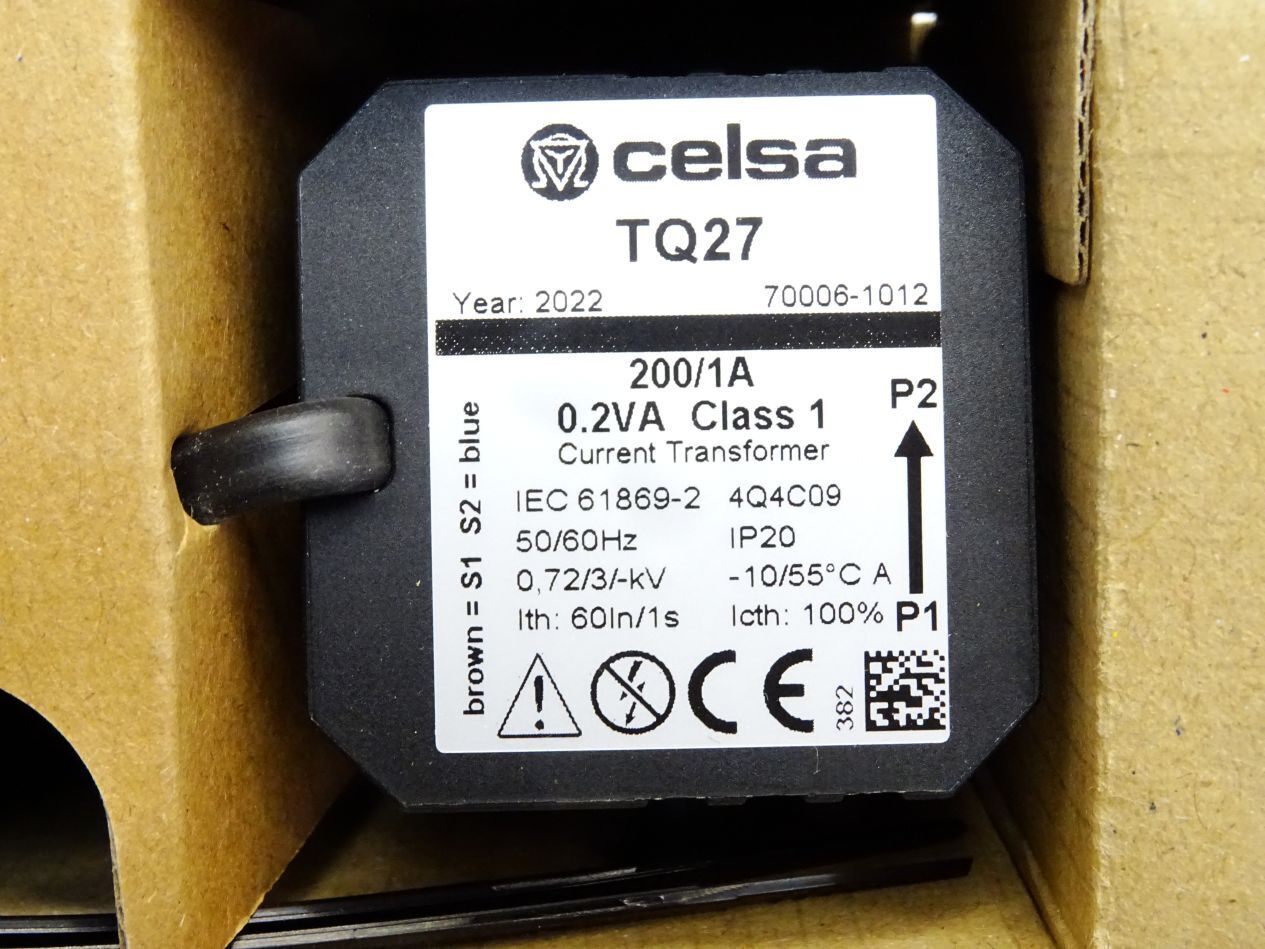 celsa
TQ27
Year: 2022 70006-1012
200/1A
0.2VA Class 1
Current Transformer
IEC 61869-2 4Q4C09
50/60Hz IP20
0,72/3/-kV -10/55°C A
Ith: 60In/1s Icth: 100%
P2
P1
brown = S1 S2 = blue
CE
382